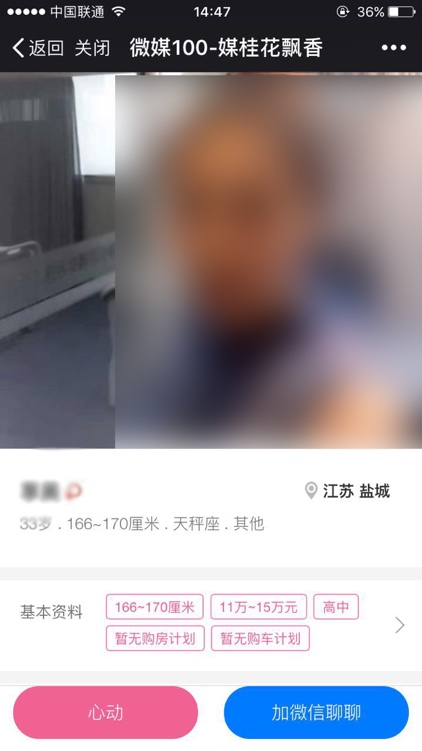 中国联通 14:47 36%
返回 关闭 微媒100-媒桂花飘香
江苏 盐城
33岁 . 166~170厘米 . 天秤座 . 其他
基本资料 166~170厘米 11万~15万元 高中
暂无购房计划 暂无购车计划
心动 加微信聊聊